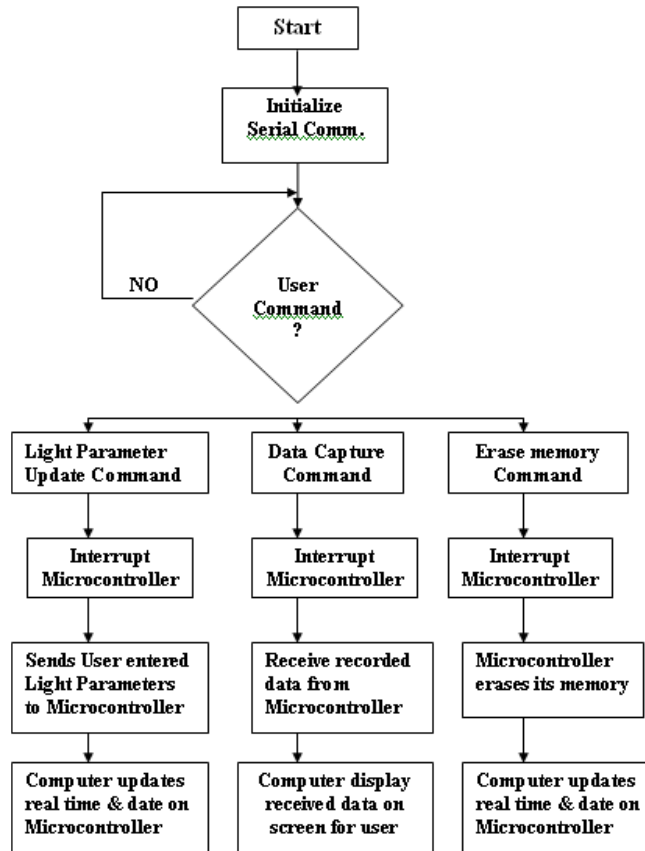 Start
Initialize
Serial Comm.
NO
User
Command
?
Light Parameter
Update Command
Data Capture
Command
Erase memory
Command
Interrupt
Microcontroller
Interrupt
Microcontroller
Interrupt
Microcontroller
Sends User entered
Light Parameters
to Microcontroller
Receive recorded
data from
Microcontroller
Microcontroller
erases its memory
Computer updates
real time & date on
Microcontroller
Computer display
received data on
screen for user
Computer updates
real time & date on
Microcontroller